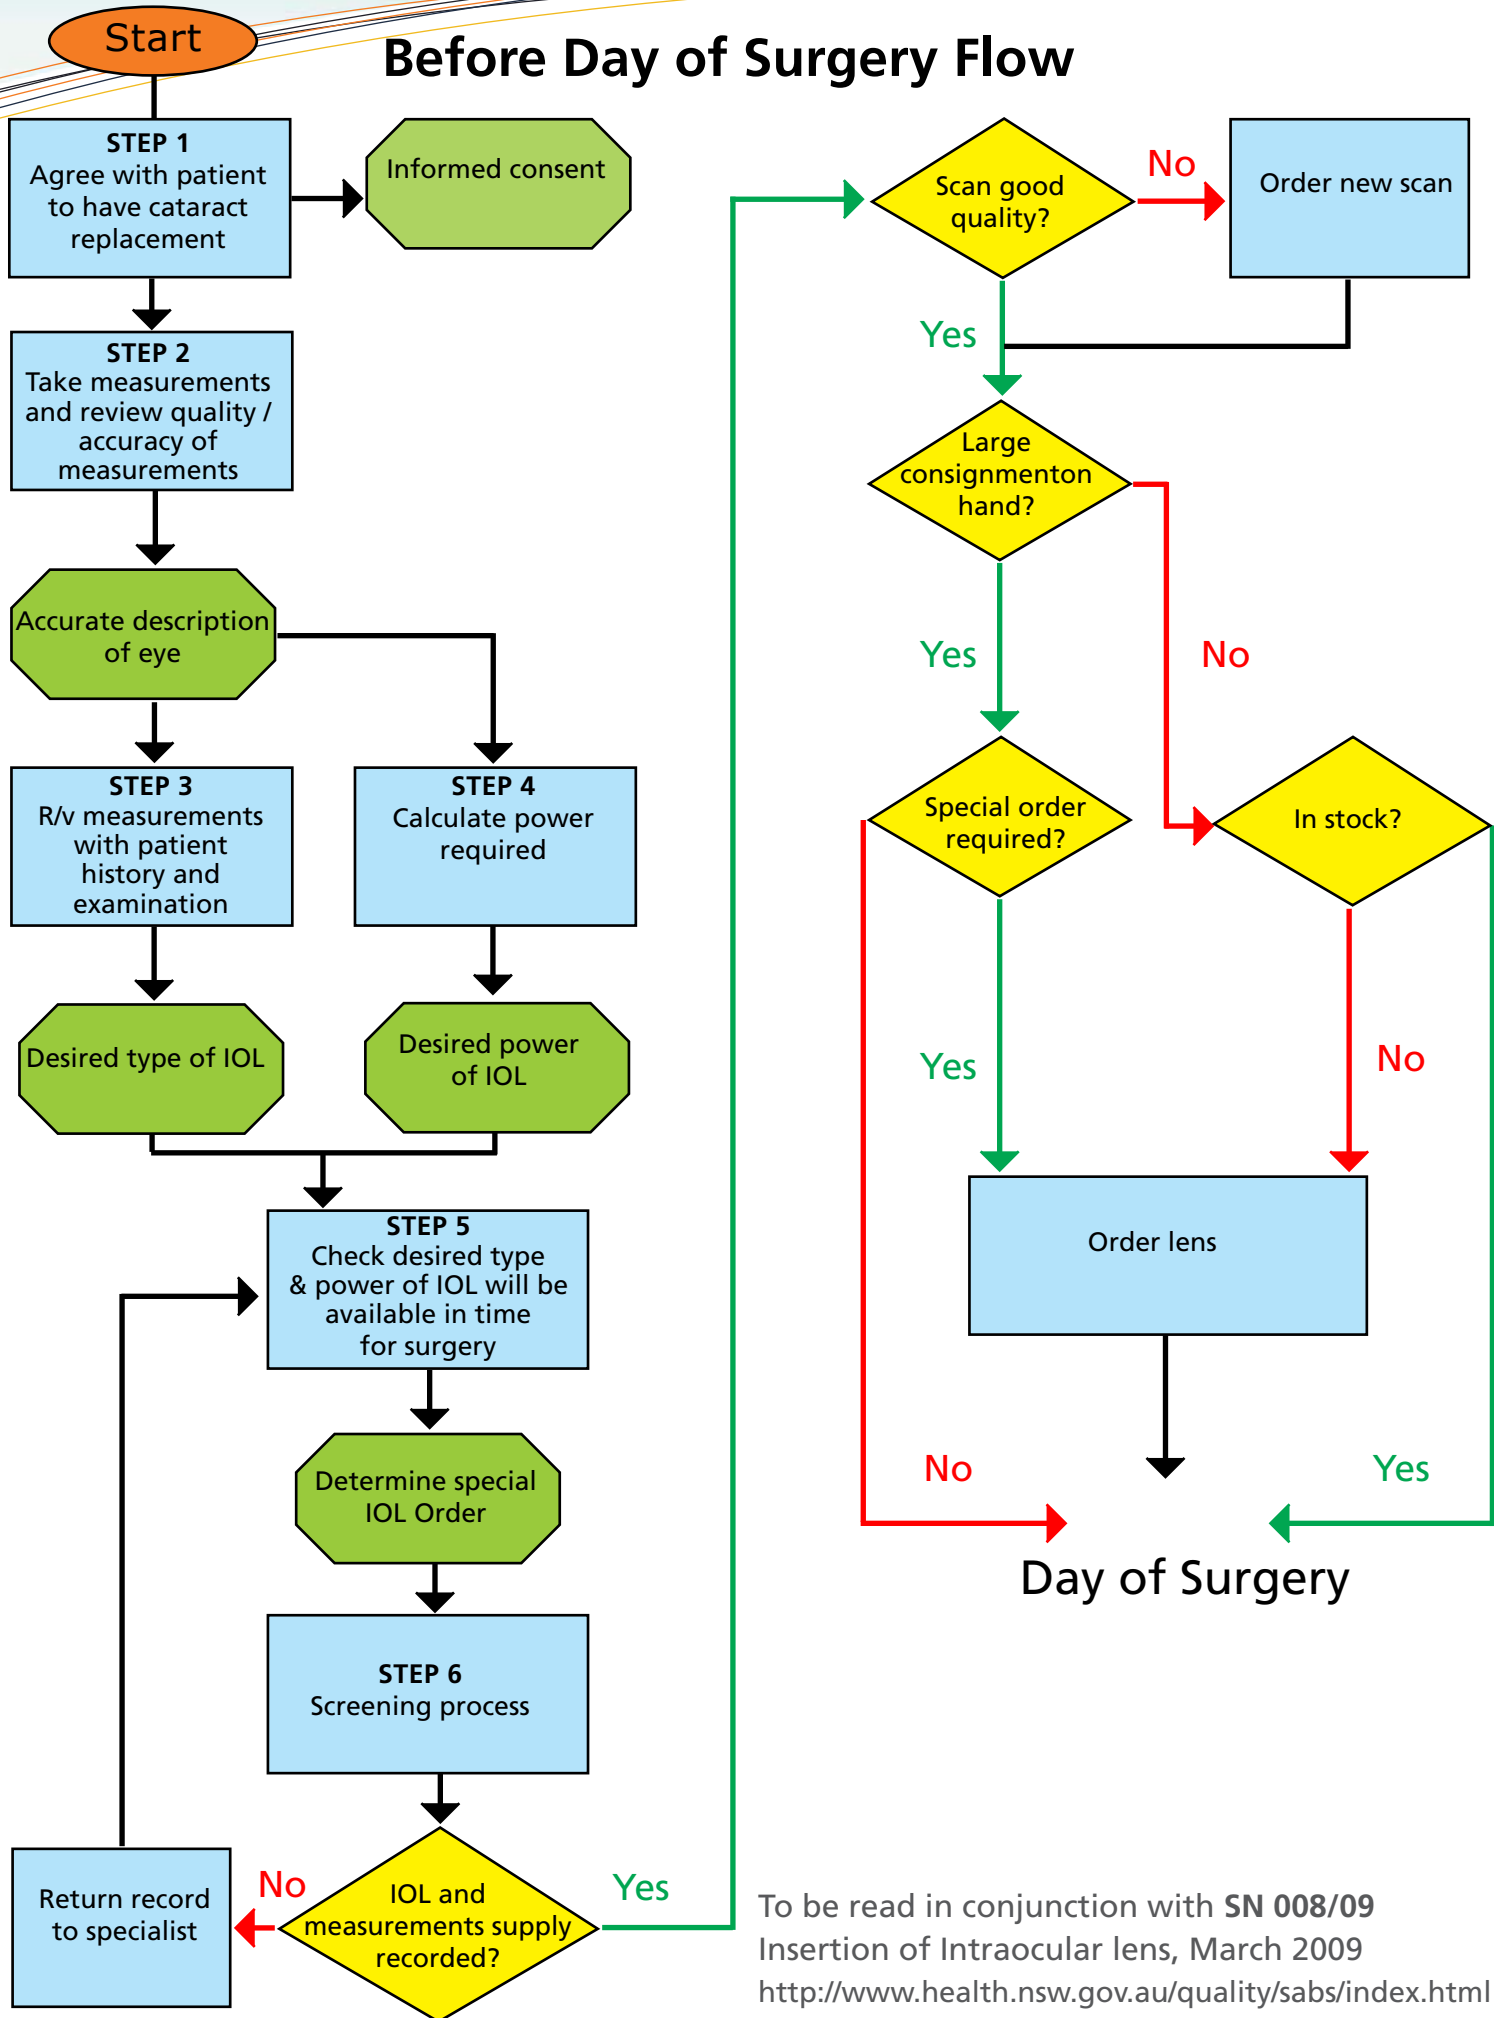 Start
Before Day of Surgery Flow
STEP 1
Agree with patient
to have cataract
replacement
Informed consent
STEP 2
Take measurements
and review quality /
accuracy of
measurements
Accurate description
of eye
STEP 3
R/v measurements
with patient
history and
examination
STEP 4
Calculate power
required
Desired type of IOL
Desired power
of IOL
STEP 5
Check desired type
& power of IOL will be
available in time
for surgery
Determine special
IOL Order
STEP 6
Screening process
IOL and
measurements supply
recorded?
No
Return record
to specialist
Yes
Scan good
quality?
No
Order new scan
Yes
Large
consignmenton
hand?
Yes
No
Special order
required?
In stock?
Yes
No
Order lens
No
Yes
Day of Surgery
To be read in conjunction with SN 008/09
Insertion of Intraocular lens, March 2009
http://www.health.nsw.gov.au/quality/sabs/index.html